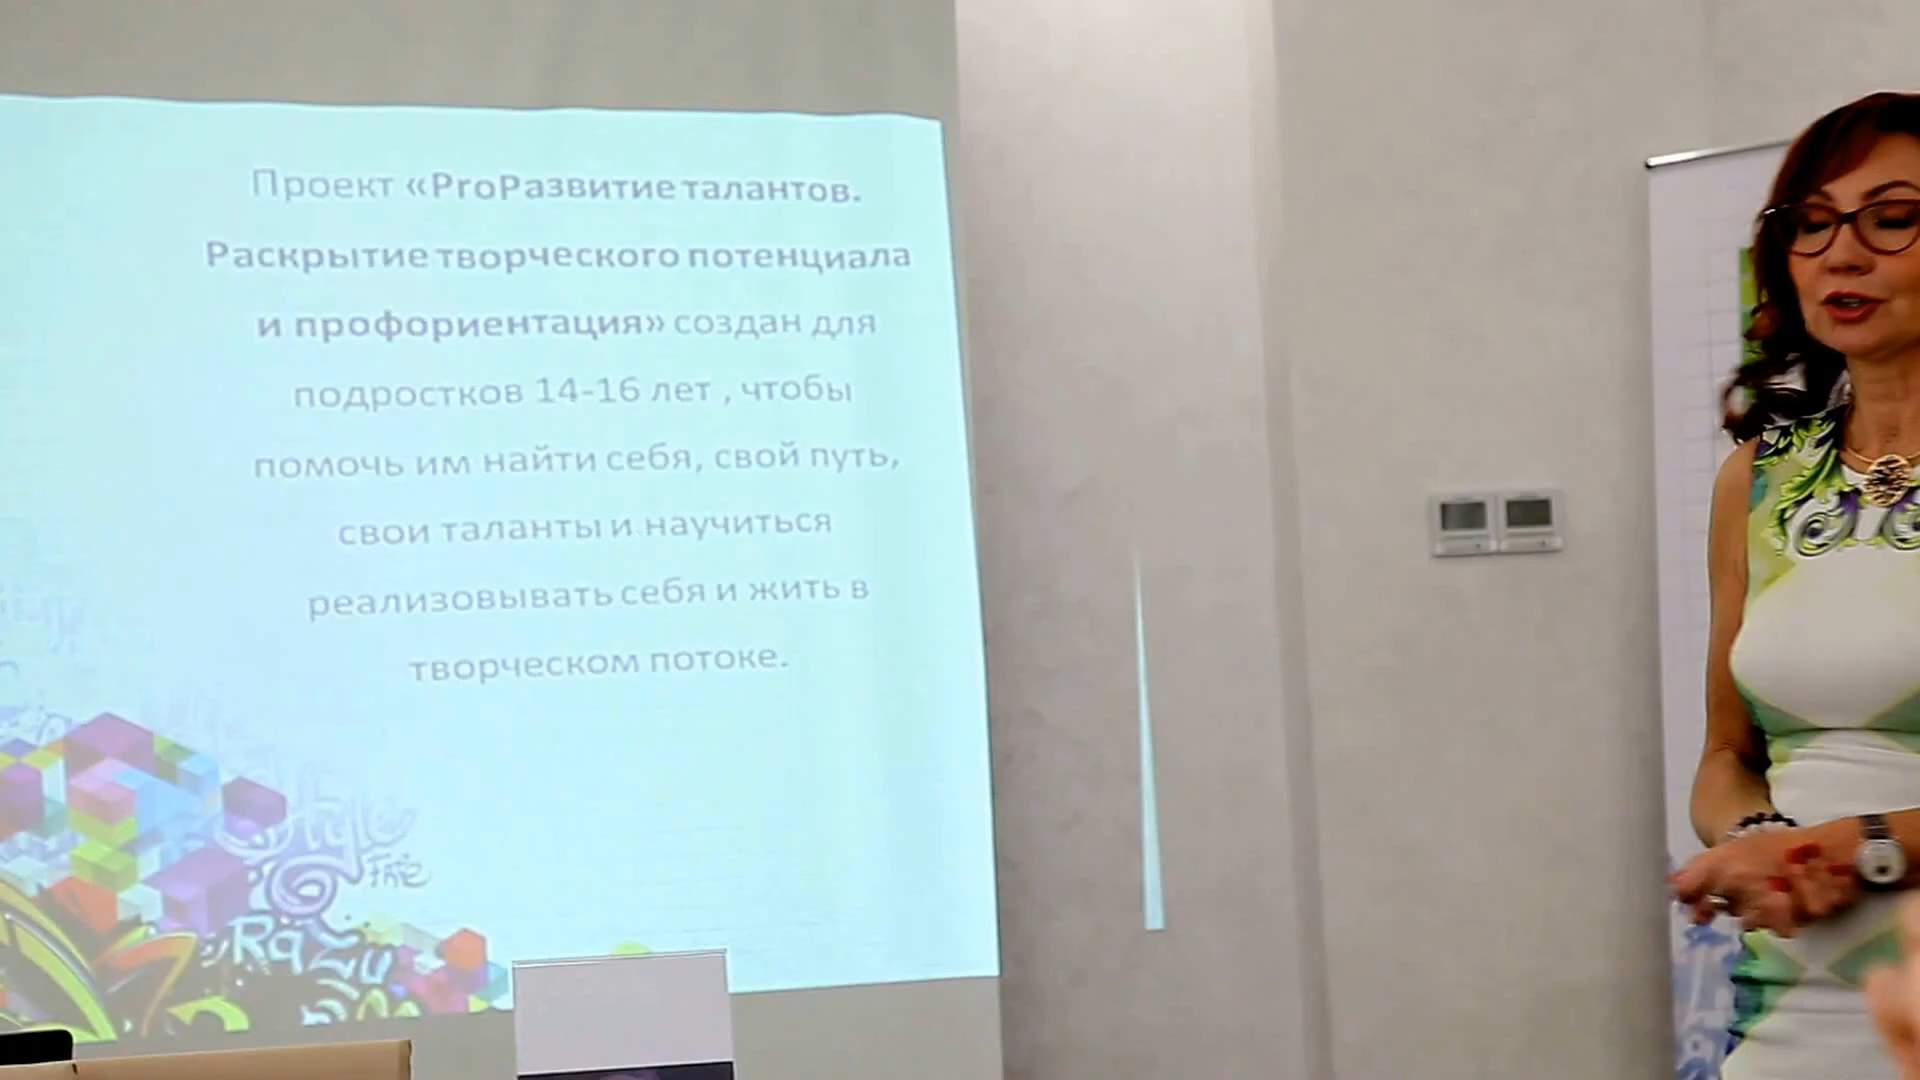 Проект «ProРазвитие талантов.
Раскрытие творческого потенциала
и профориентация» создан для
подростков 14-16 лет , чтобы
помочь им найти себя, свой путь,
свои таланты и научиться
реализовывать себя и жить в
творческом потоке.
Style